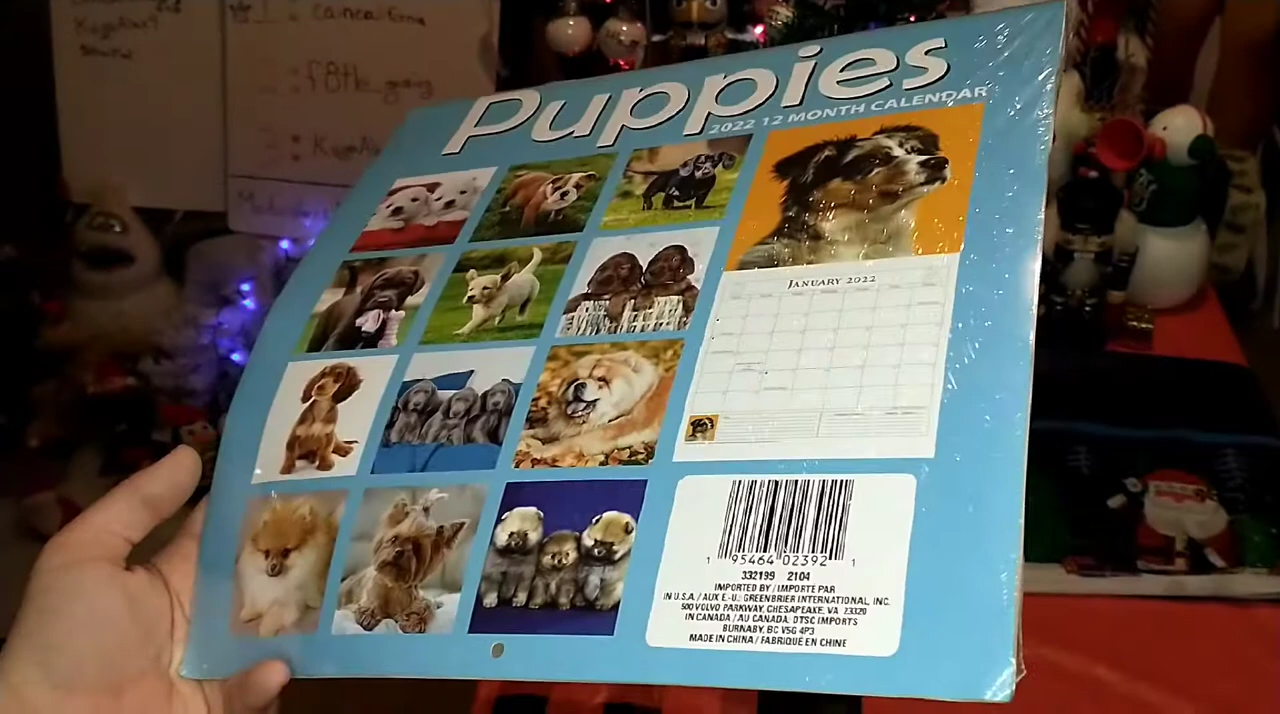 Puppies
2022 12 MONTH CALENDAR
JANUARY 2022
1 95464 02392 1
332199 2104
IMPORTED BY / IMPORTE PAR
IN U.S.A. / AUX E.-U.: GREENBRIER INTERNATIONAL, INC.
500 VOLVO PARKWAY, CHESAPEAKE, VA 23320
IN CANADA / AU CANADA: DTSC IMPORTS
BURNABY, BC V5G 4P3
MADE IN CHINA / FABRIQUÉ EN CHINE